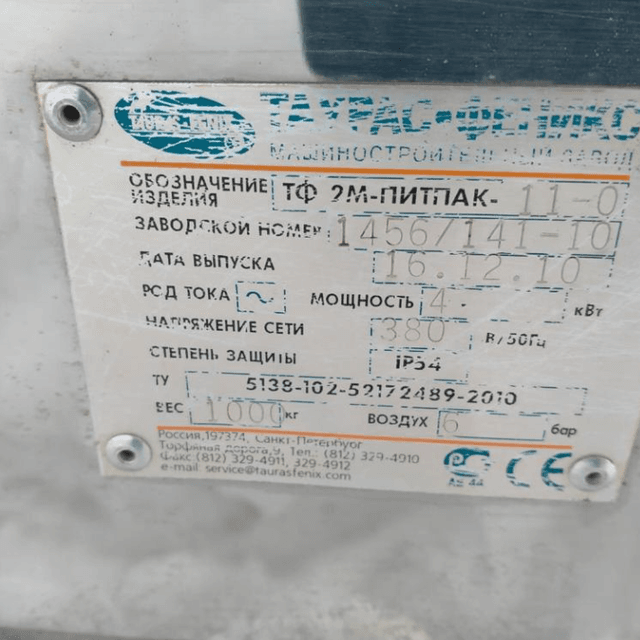 TAURAS-FENIX
ТАУРАС-ФЕНИКС
МАШИНОСТРОИТЕЛЬНЫЙ ЗАВОД
ОБОЗНАЧЕНИЕ ИЗДЕЛИЯ ТФ 2М-ПИТПАК- 11-0
ЗАВОДСКОЙ НОМЕР 1456/141-10
ДАТА ВЫПУСКА 16.12.10
РОД ТОКА ~ МОЩНОСТЬ 4 кВт
НАПРЯЖЕНИЕ СЕТИ 380 В/50Гц
СТЕПЕНЬ ЗАЩИТЫ IP54
ТУ 5138-102-52172489-2010
ВЕС 1000 кг ВОЗДУХ 6 бар
Россия,197374, Санкт-Петербург
Торфяная дорога,9, Тел.: (812) 329-4910
Факс (812) 329-4911, 329-4912
e-mail: service@taurasfenix.com
CE